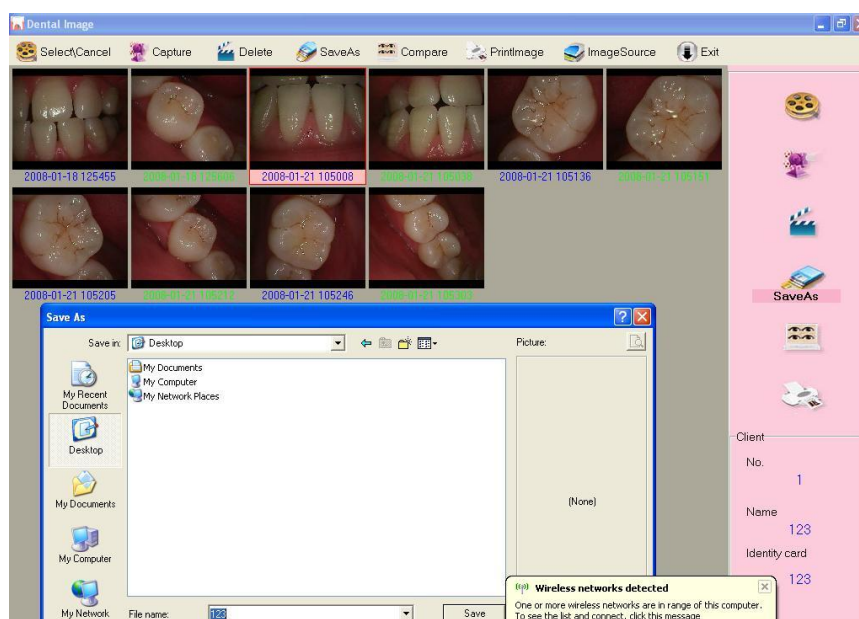 Dental Image
Select\Cancel Capture Delete SaveAs Compare PrintImage ImageSource Exit
2008-01-18 125455 2008-01-21 105008 2008-01-21 105136
2008-01-21 105205 2008-01-21 105246
SaveAs
Save As
Save in: Desktop Picture:
My Documents
My Computer
My Network Places
My Recent
Documents
Desktop
My Documents
My Computer
My Network
(None)
File name: 123 Save
Wireless networks detected
One or more wireless networks are in range of this computer.
To see the list and connect, click this message
Client
No.
1
Name
123
Identity card
123